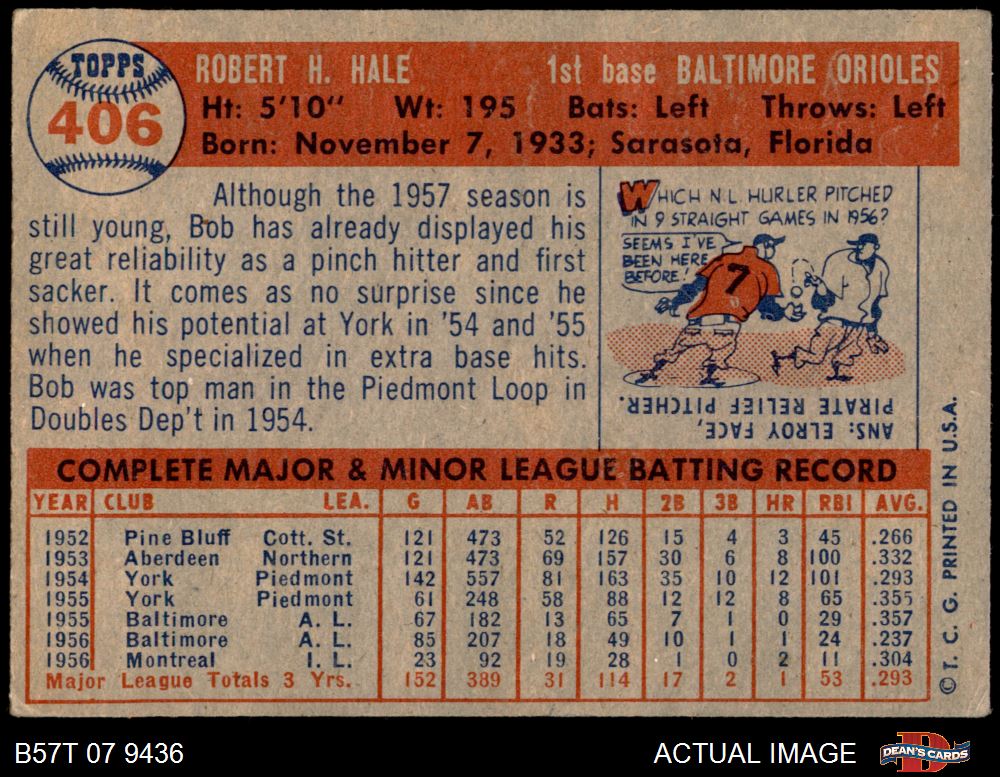 TOPPS
406
ROBERT H. HALE 1st base BALTIMORE ORIOLES
Ht: 5'10" Wt: 195 Bats: Left Throws: Left
Born: November 7, 1933; Sarasota, Florida
Although the 1957 season is
still young, Bob has already displayed his
great reliability as a pinch hitter and first
sacker. It comes as no surprise since he
showed his potential at York in '54 and '55
when he specialized in extra base hits.
Bob was top man in the Piedmont Loop in
Doubles Dep't in 1954.
WHICH N.L. HURLER PITCHED
IN 9 STRAIGHT GAMES IN 1956?
SEEMS I'VE
BEEN HERE
BEFORE!
7
ANS: ELROY FACE,
PIRATE RELIEF PITCHER.
COMPLETE MAJOR & MINOR LEAGUE BATTING RECORD
YEAR CLUB LEA. G AB R H 2B 3B HR RBI AVG.
1952 Pine Bluff Cott. St. 121 473 52 126 15 4 3 45 .266
1953 Aberdeen Northern 121 473 69 157 30 6 8 100 .332
1954 York Piedmont 142 557 81 163 35 10 12 101 .293
1955 York Piedmont 61 248 58 88 12 12 8 65 .355
1955 Baltimore A. L. 67 182 13 65 7 1 0 29 .357
1956 Baltimore A. L. 85 207 18 49 10 1 1 24 .237
1956 Montreal I. L. 23 92 19 28 1 0 2 11 .304
Major League Totals 3 Yrs. 152 389 31 114 17 2 1 53 .293
© T. C. G. PRINTED IN U.S.A.
B57T 07 9436 ACTUAL IMAGE
DEAN'S CARDS